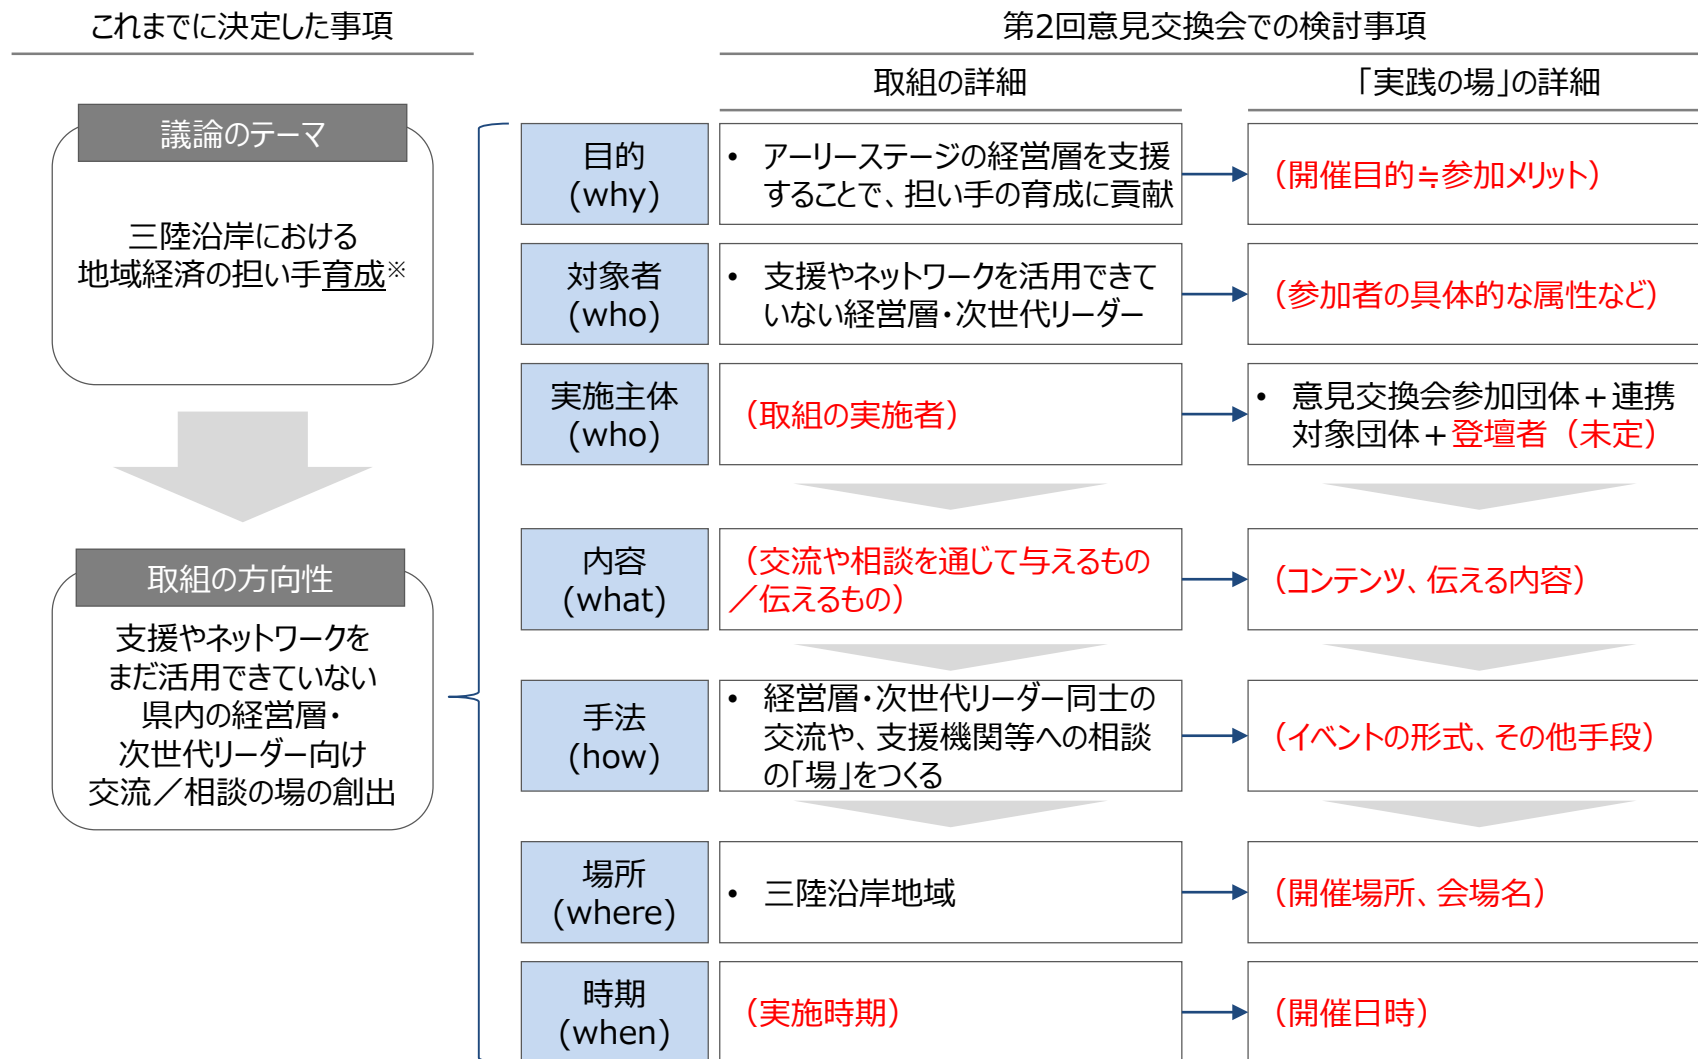 これまでに決定した事項
議論のテーマ
三陸沿岸における
地域経済の担い手育成※
取組の方向性
支援やネットワークを
まだ活用できていない
県内の経営層・
次世代リーダー向け
交流／相談の場の創出
第2回意見交換会での検討事項
取組の詳細
「実践の場」の詳細
目的
(why)
• アーリーステージの経営層を支援
することで、担い手の育成に貢献
（開催目的≒参加メリット）
対象者
(who)
• 支援やネットワークを活用できて
いない経営層・次世代リーダー
（参加者の具体的な属性など）
実施主体
(who)
（取組の実施者）
• 意見交換会参加団体＋連携
対象団体＋登壇者（未定）
内容
(what)
（交流や相談を通じて与えるもの
／伝えるもの）
（コンテンツ、伝える内容）
手法
(how)
• 経営層・次世代リーダー同士の
交流や、支援機関等への相談
の「場」をつくる
（イベントの形式、その他手段）
場所
(where)
• 三陸沿岸地域
（開催場所、会場名）
時期
(when)
（実施時期）
（開催日時）